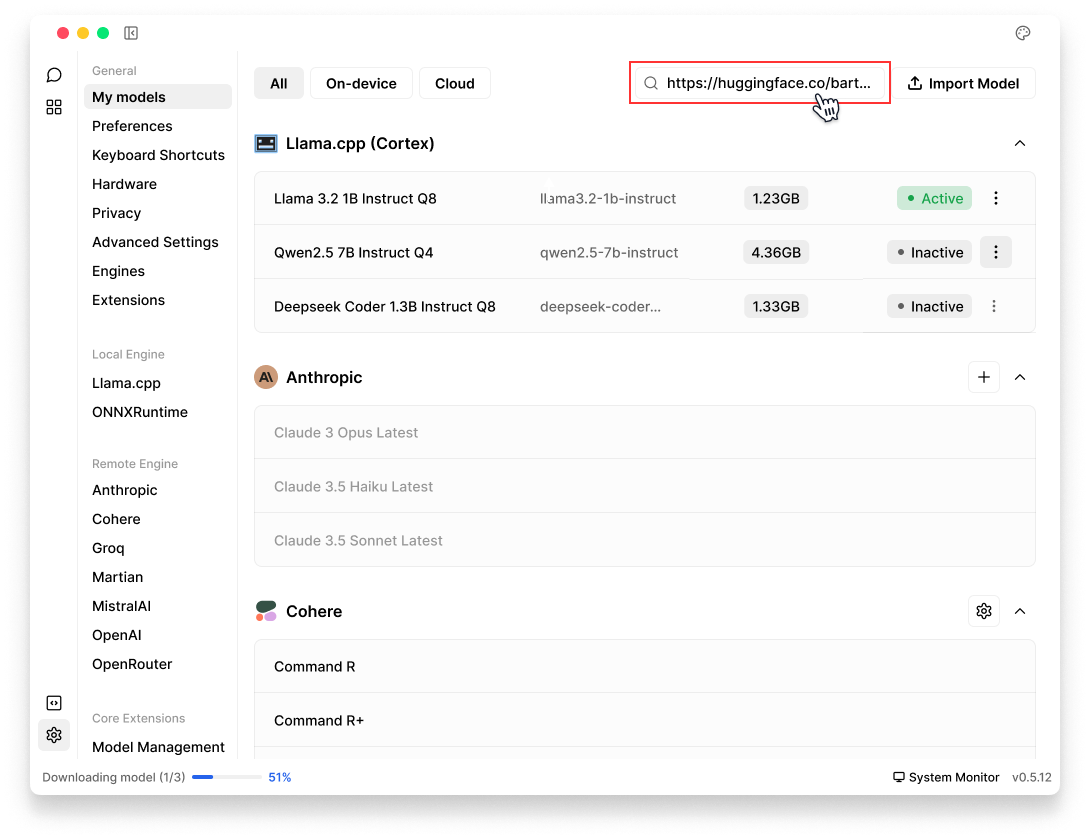 General
My models
Preferences
Keyboard Shortcuts
Hardware
Privacy
Advanced Settings
Engines
Extensions
Local Engine
Llama.cpp
ONNXRuntime
Remote Engine
Anthropic
Cohere
Groq
Martian
MistralAI
OpenAI
OpenRouter
Core Extensions
Model Management
All On-device Cloud https://huggingface.co/bart... Import Model
Llama.cpp (Cortex)
Llama 3.2 1B Instruct Q8 llama3.2-1b-instruct 1.23GB Active
Qwen2.5 7B Instruct Q4 qwen2.5-7b-instruct 4.36GB Inactive
Deepseek Coder 1.3B Instruct Q8 deepseek-coder... 1.33GB Inactive
Anthropic
Claude 3 Opus Latest
Claude 3.5 Haiku Latest
Claude 3.5 Sonnet Latest
Cohere
Command R
Command R+
Downloading model (1/3) 51% System Monitor v0.5.12